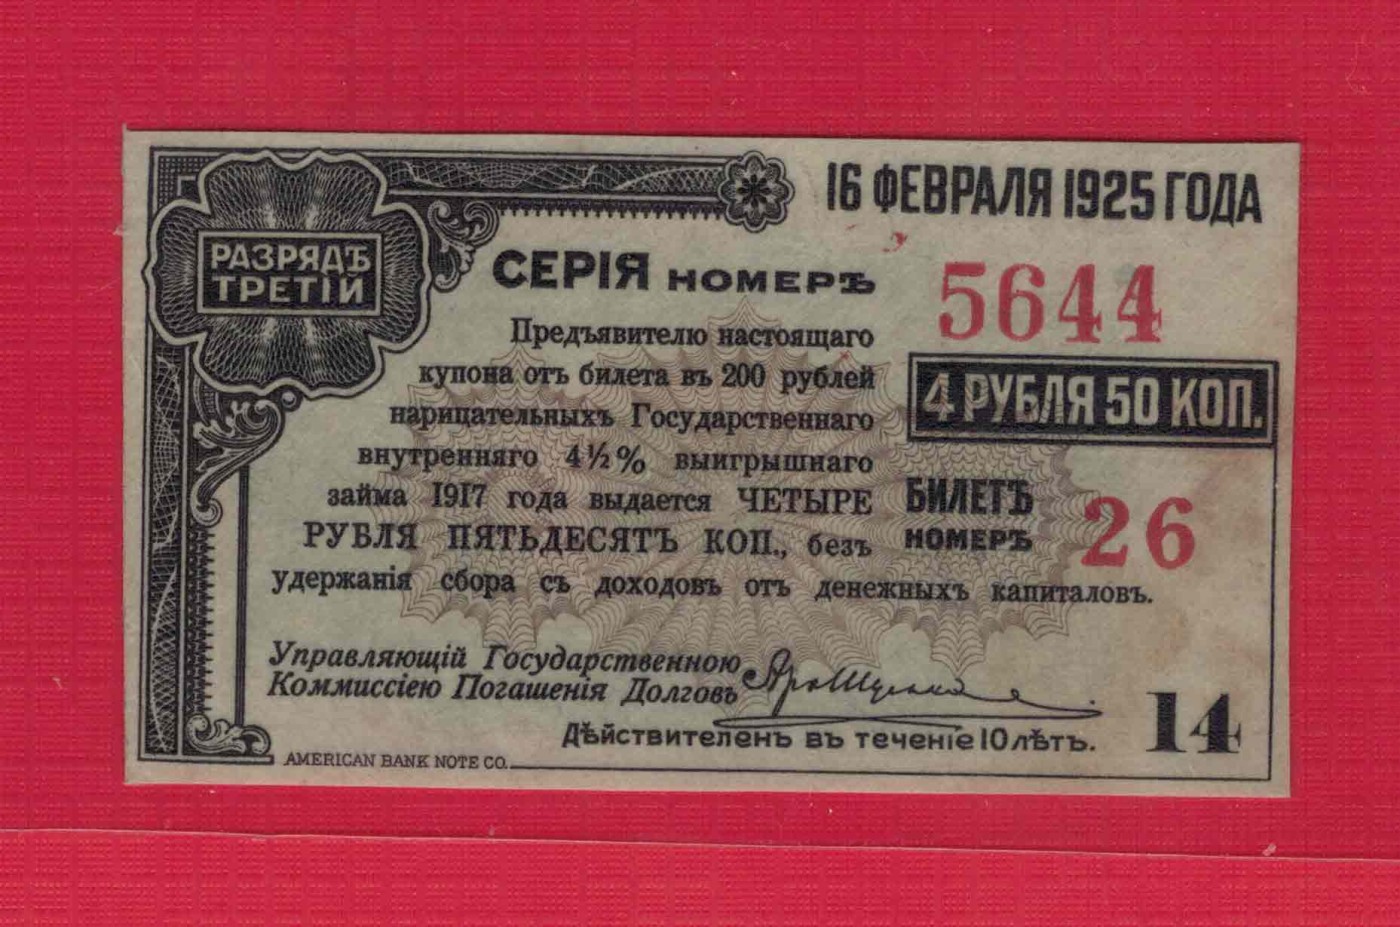 16 ФЕВРАЛЯ 1925 ГОДА
РАЗРЯДЪ
ТРЕТІЙ
СЕРІЯ НОМЕРЪ
5644
Предъявителю настоящаго
купона отъ билета въ 200 рублей
нарицательныхъ Государственнаго
внутренняго 4½% выигрышнаго
займа 1917 года выдается ЧЕТЫРЕ
РУБЛЯ ПЯТЬДЕСЯТЪ КОП., безъ
удержанія сбора съ доходовъ отъ денежныхъ капиталовъ.
4 РУБЛЯ 50 КОП.
БИЛЕТЪ
НОМЕРЪ
26
Управляющій Государственною
Коммиссіею Погашенія Долговъ
Дѣйствителенъ въ теченіе 10 лѣтъ.
14
AMERICAN BANK NOTE CO.